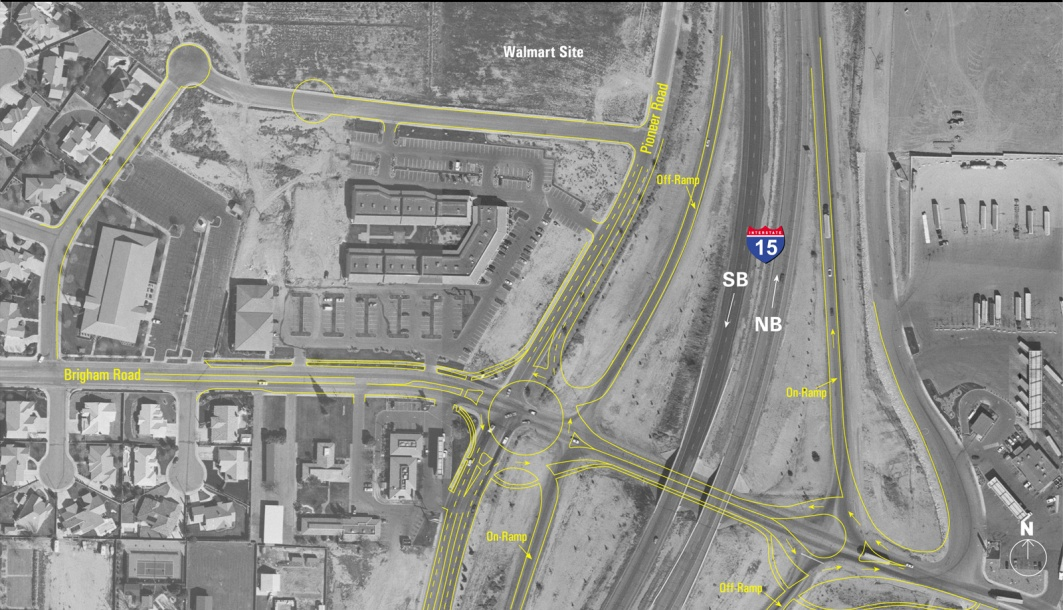 Walmart Site
Pioneer Road
Off-Ramp
INTERSTATE
15
SB
NB
Brigham Road
On-Ramp
On-Ramp
N
Off-Ramp